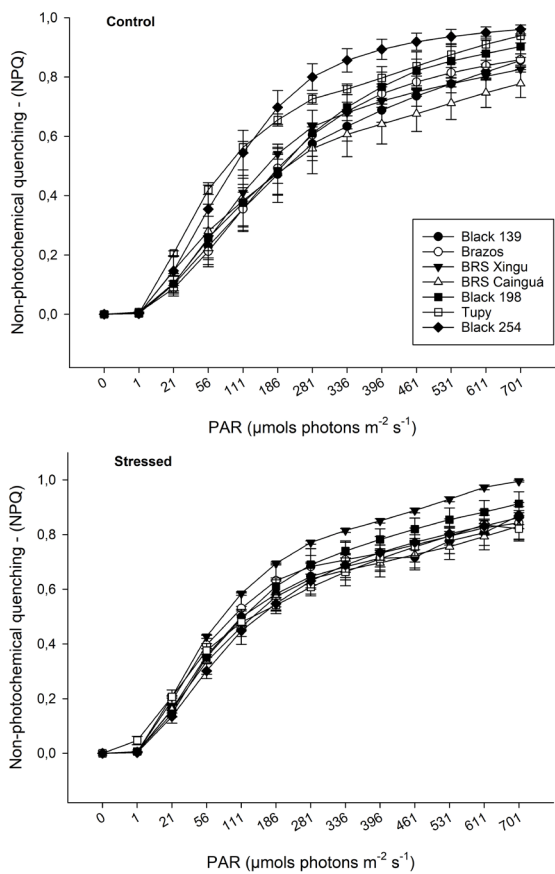 Control
Non-photochemical quenching - (NPQ)
1,0
0,8
0,6
0,4
0,2
0,0
Black 139
Brazos
BRS Xingu
BRS Cainguá
Black 198
Tupy
Black 254
0 1 21 56 111 186 281 336 396 461 531 611 701
PAR (µmols photons m-2 s-1)
Stressed
Non-photochemical quenching - (NPQ)
1,0
0,8
0,6
0,4
0,2
0,0
0 1 21 56 111 186 281 336 396 461 531 611 701
PAR (µmols photons m-2 s-1)